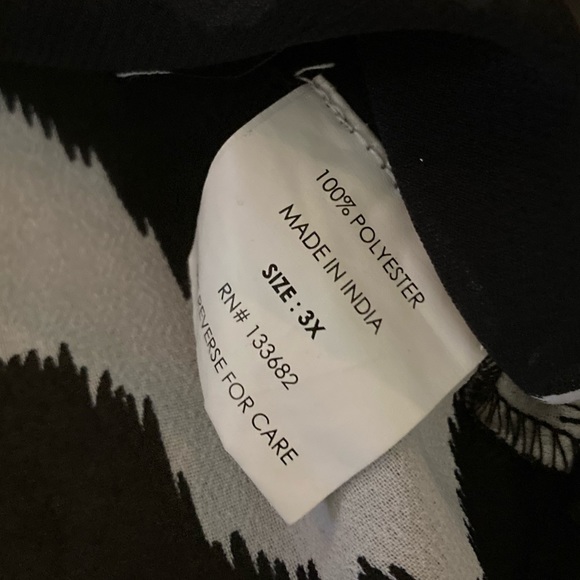 100% POLYESTER
MADE IN INDIA
SIZE : 3X
RN# 133682
REVERSE FOR CARE